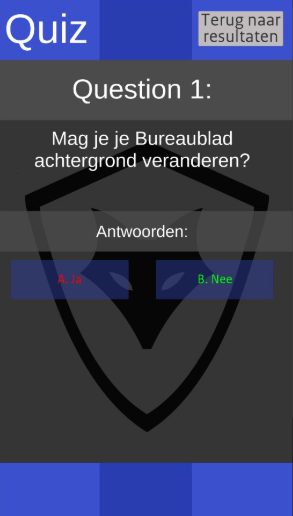 Quiz
Terug naar
resultaten
Question 1:
Mag je je Bureaublad
achtergrond veranderen?
Antwoorden:
A. Ja
B. Nee